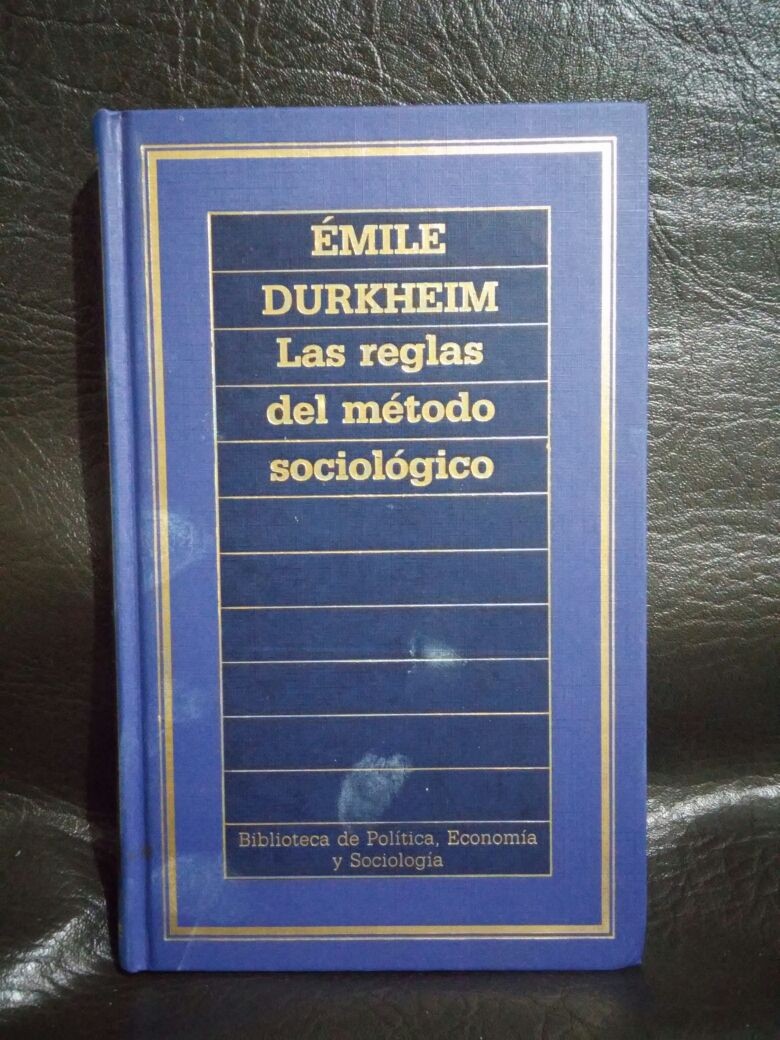 ÉMILE
DURKHEIM
Las reglas
del método
sociológico
Biblioteca de Política, Economía
y Sociología